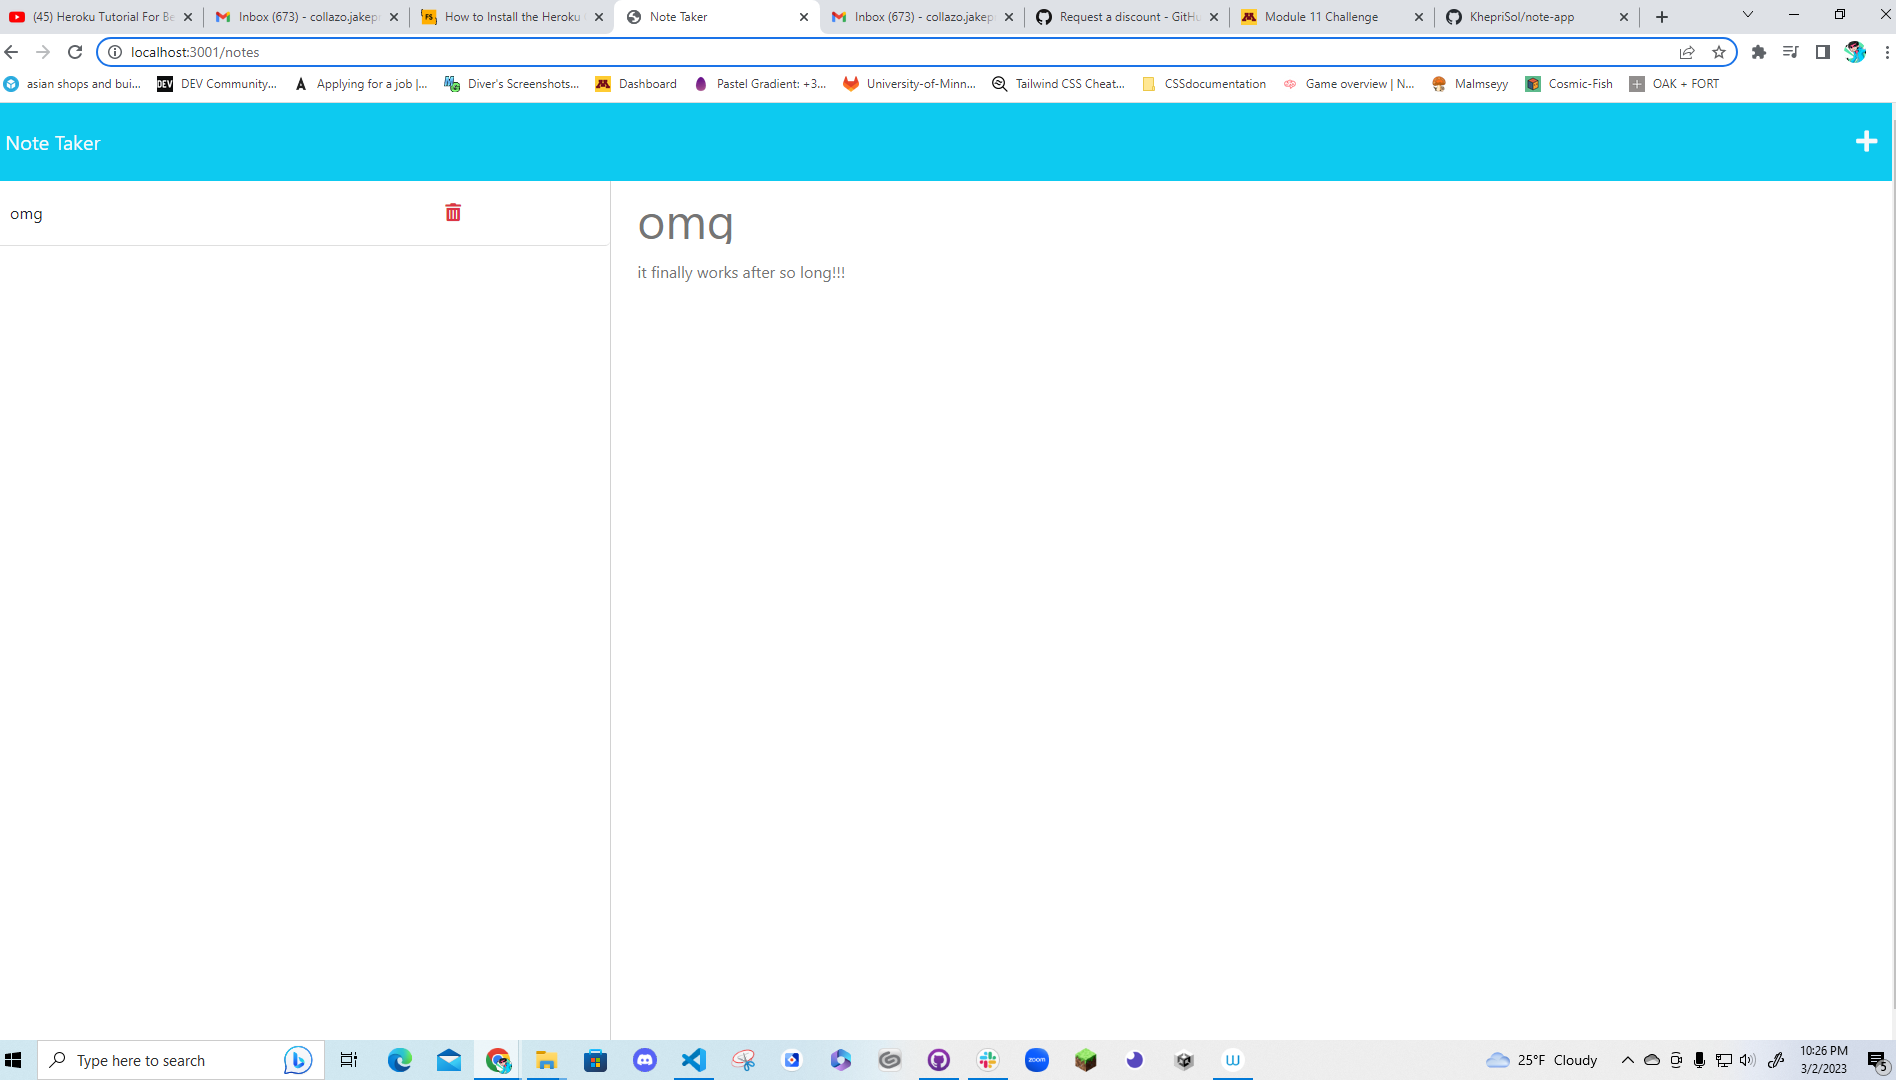 (45) Heroku Tutorial For Be
Inbox (673) - collazo.jakep
How to Install the Heroku
Note Taker
Inbox (673) - collazo.jakep
Request a discount - GitHu
Module 11 Challenge
KhepriSol/note-app
localhost:3001/notes
asian shops and bui...
DEV Community...
Applying for a job |...
Diver's Screenshots...
Dashboard
Pastel Gradient: +3...
University-of-Minn...
Tailwind CSS Cheat...
CSSdocumentation
Game overview | N...
Malmseyy
Cosmic-Fish
OAK + FORT
Note Taker
omg
omg
it finally works after so long!!!
Type here to search
zoom
25°F Cloudy
10:26 PM
3/2/2023
5